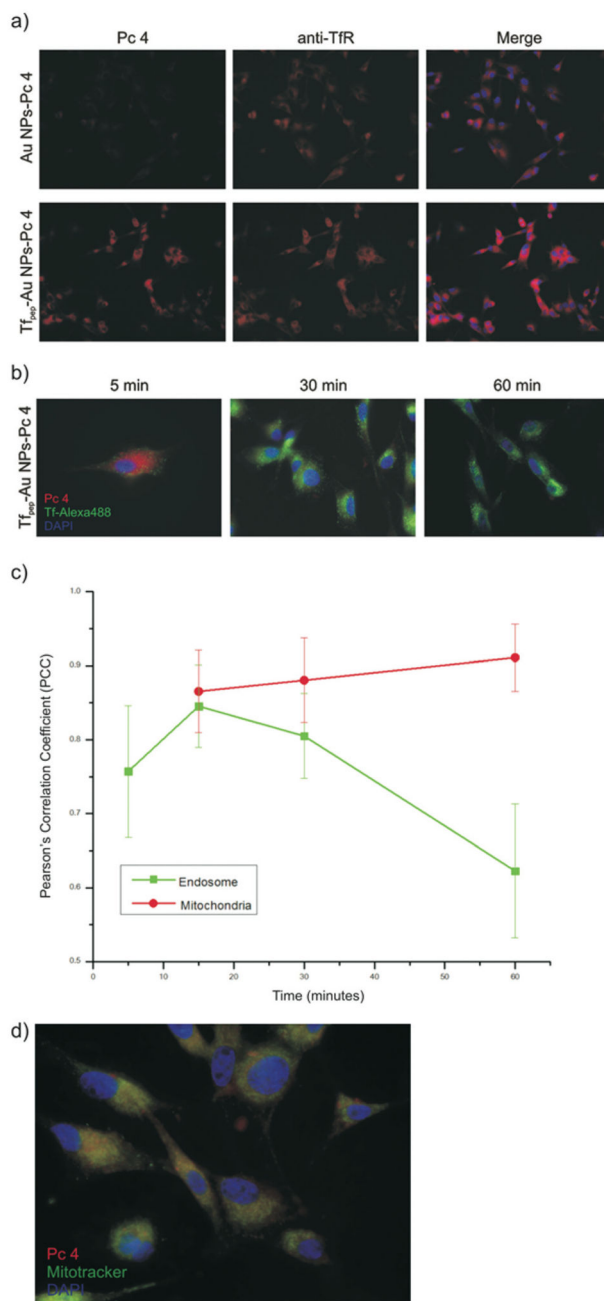 a)
Pc 4 anti-TfR Merge
Au NPs-Pc 4
Tfpep-Au NPs-Pc 4
b)
5 min 30 min 60 min
Tfpep-Au NPs-Pc 4
Pc 4
Tf-Alexa488
DAPI
c)
Pearson's Correlation Coefficient (PCC)
1.0
0.9
0.8
0.7
0.6
0.5
Endosome
Mitochondria
0 10 20 30 40 50 60
Time (minutes)
d)
Pc 4
Mitotracker
DAPI